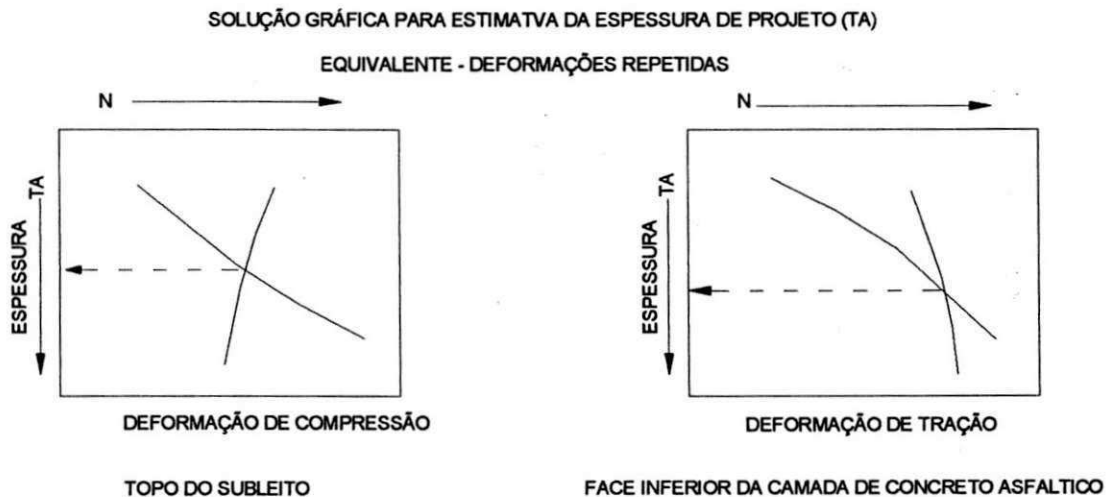 SOLUÇÃO GRÁFICA PARA ESTIMATVA DA ESPESSURA DE PROJETO (TA)
EQUIVALENTE - DEFORMAÇÕES REPETIDAS
N
ESPESSURA TA
DEFORMAÇÃO DE COMPRESSÃO
TOPO DO SUBLEITO
N
ESPESSURA TA
DEFORMAÇÃO DE TRAÇÃO
FACE INFERIOR DA CAMADA DE CONCRETO ASFALTICO